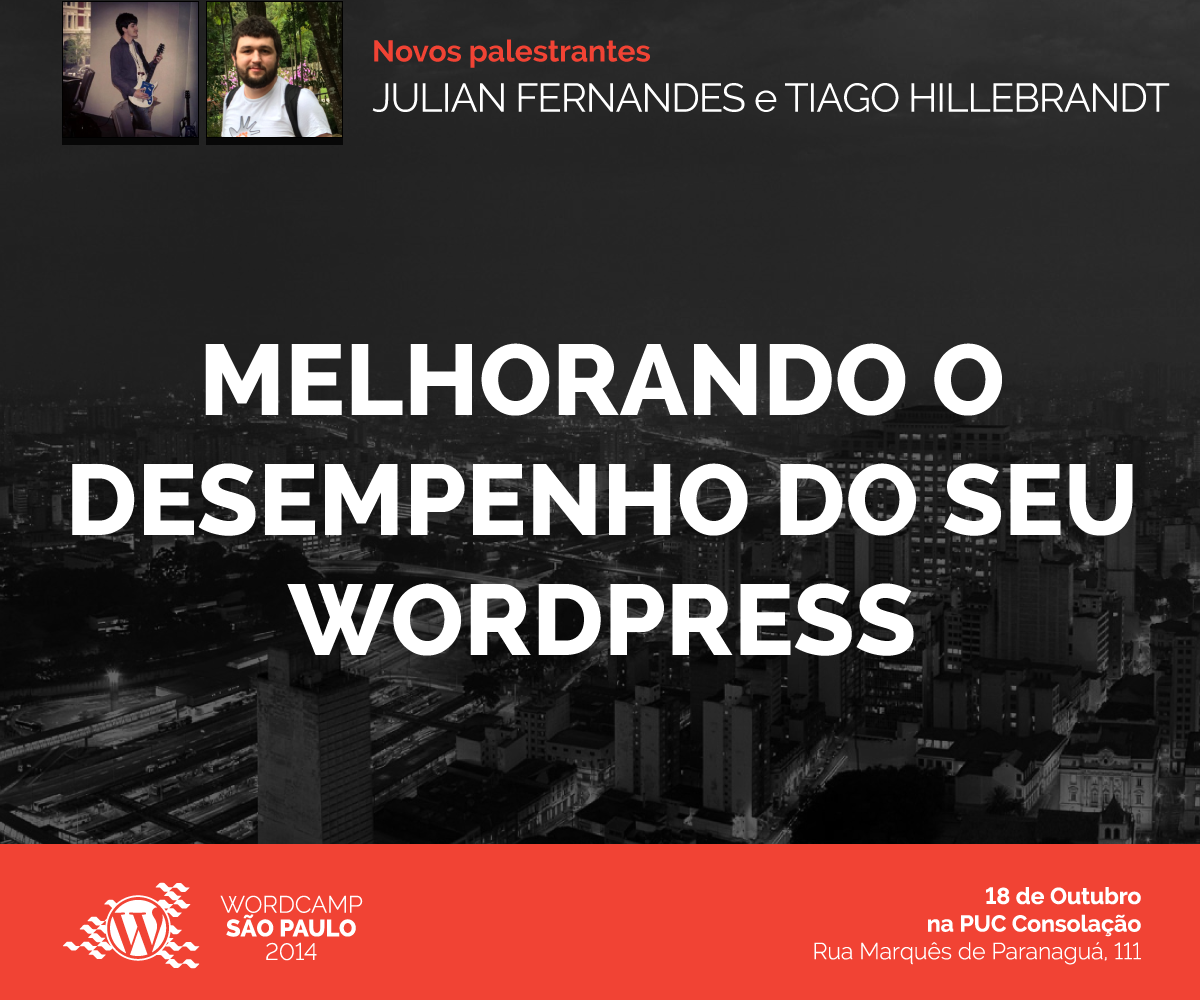 Novos palestrantes
JULIAN FERNANDES e TIAGO HILLEBRANDT
MELHORANDO O
DESEMPENHO DO SEU
WORDPRESS
WORDCAMP
SÃO PAULO
2014
18 de Outubro
na PUC Consolação
Rua Marquês de Paranaguá, 111